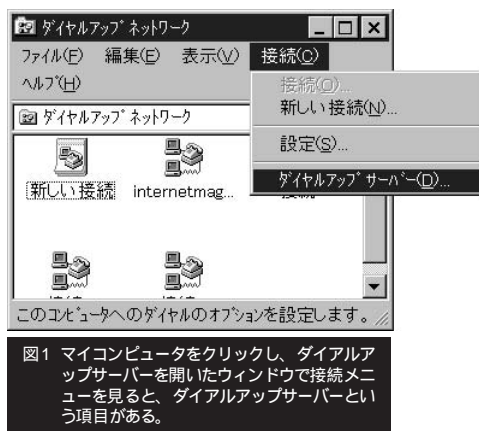 ダイヤルアップ ネットワーク
ファイル(F) 編集(E) 表示(V) 接続(C)
ヘルプ(H)
接続(O)...
新しい接続(N)...
設定(S)...
ダイヤルアップ サーバー(D)...
ダイヤルアップ ネットワーク
新しい接続 internetmag...
このコンピュータへのダイヤルのオプションを設定します。
図1 マイコンピュータをクリックし、ダイアルア
ップサーバーを開いたウィンドウで接続メニ
ューを見ると、ダイアルアップサーバーとい
う項目がある。